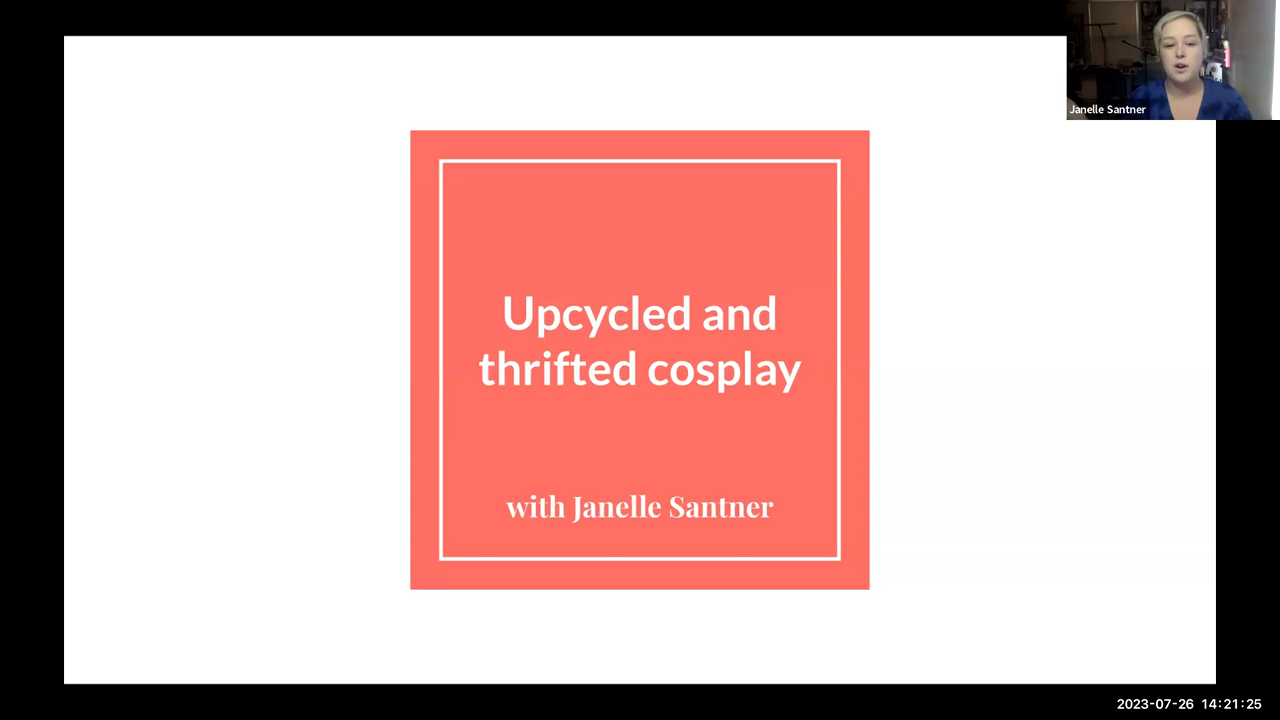 Janelle Santner
Upcycled and
thrifted cosplay
with Janelle Santner
2023-07-26 14:21:25